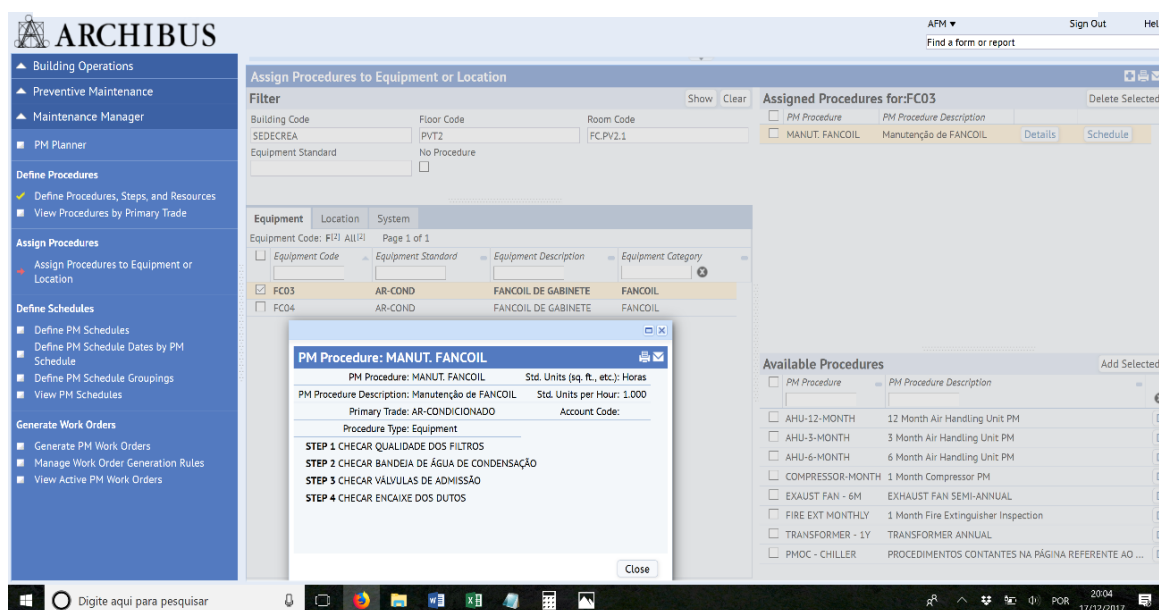 ARCHIBUS
AFM ▾ Sign Out Hel
Find a form or report
Building Operations
Preventive Maintenance
Maintenance Manager
PM Planner
Define Procedures
Define Procedures, Steps, and Resources
View Procedures by Primary Trade
Assign Procedures
Assign Procedures to Equipment or
Location
Define Schedules
Define PM Schedules
Define PM Schedule Dates by PM
Schedule
Define PM Schedule Groupings
View PM Schedules
Generate Work Orders
Generate PM Work Orders
Manage Work Order Generation Rules
View Active PM Work Orders
Assign Procedures to Equipment or Location
Filter Show Clear
Building Code Floor Code Room Code
SEDECREA PVT2 FC.PV2.1
Equipment Standard No Procedure
Equipment Location System
Equipment Code: F[2] All[2] Page 1 of 1
Equipment Code Equipment Standard Equipment Description Equipment Category
FC03 AR-COND FANCOIL DE GABINETE FANCOIL
FC04 AR-COND FANCOIL DE GABINETE FANCOIL
PM Procedure: MANUT. FANCOIL
PM Procedure: MANUT. FANCOIL Std. Units (sq. ft., etc.): Horas
PM Procedure Description: Manutenção de FANCOIL Std. Units per Hour: 1.000
Primary Trade: AR-CONDICIONADO Account Code:
Procedure Type: Equipment
STEP 1 CHECAR QUALIDADE DOS FILTROS
STEP 2 CHECAR BANDEJA DE ÁGUA DE CONDENSAÇÃO
STEP 3 CHECAR VÁLVULAS DE ADMISSÃO
STEP 4 CHECAR ENCAIXE DOS DUTOS
Close
Assigned Procedures for:FC03 Delete Selected
PM Procedure PM Procedure Description
MANUT. FANCOIL Manutenção de FANCOIL Details Schedule
Available Procedures Add Selected
PM Procedure PM Procedure Description
AHU-12-MONTH 12 Month Air Handling Unit PM
AHU-3-MONTH 3 Month Air Handling Unit PM
AHU-6-MONTH 6 Month Air Handling Unit PM
COMPRESSOR-MONTH 1 Month Compressor PM
EXAUST FAN - 6M EXHAUST FAN SEMI-ANNUAL
FIRE EXT MONTHLY 1 Month Fire Extinguisher Inspection
TRANSFORMER - 1Y TRANSFORMER ANNUAL
PMOC - CHILLER PROCEDIMENTOS CONTANTES NA PÁGINA REFERENTE AO ...
Digite aqui para pesquisar
POR
20:04
17/12/2017